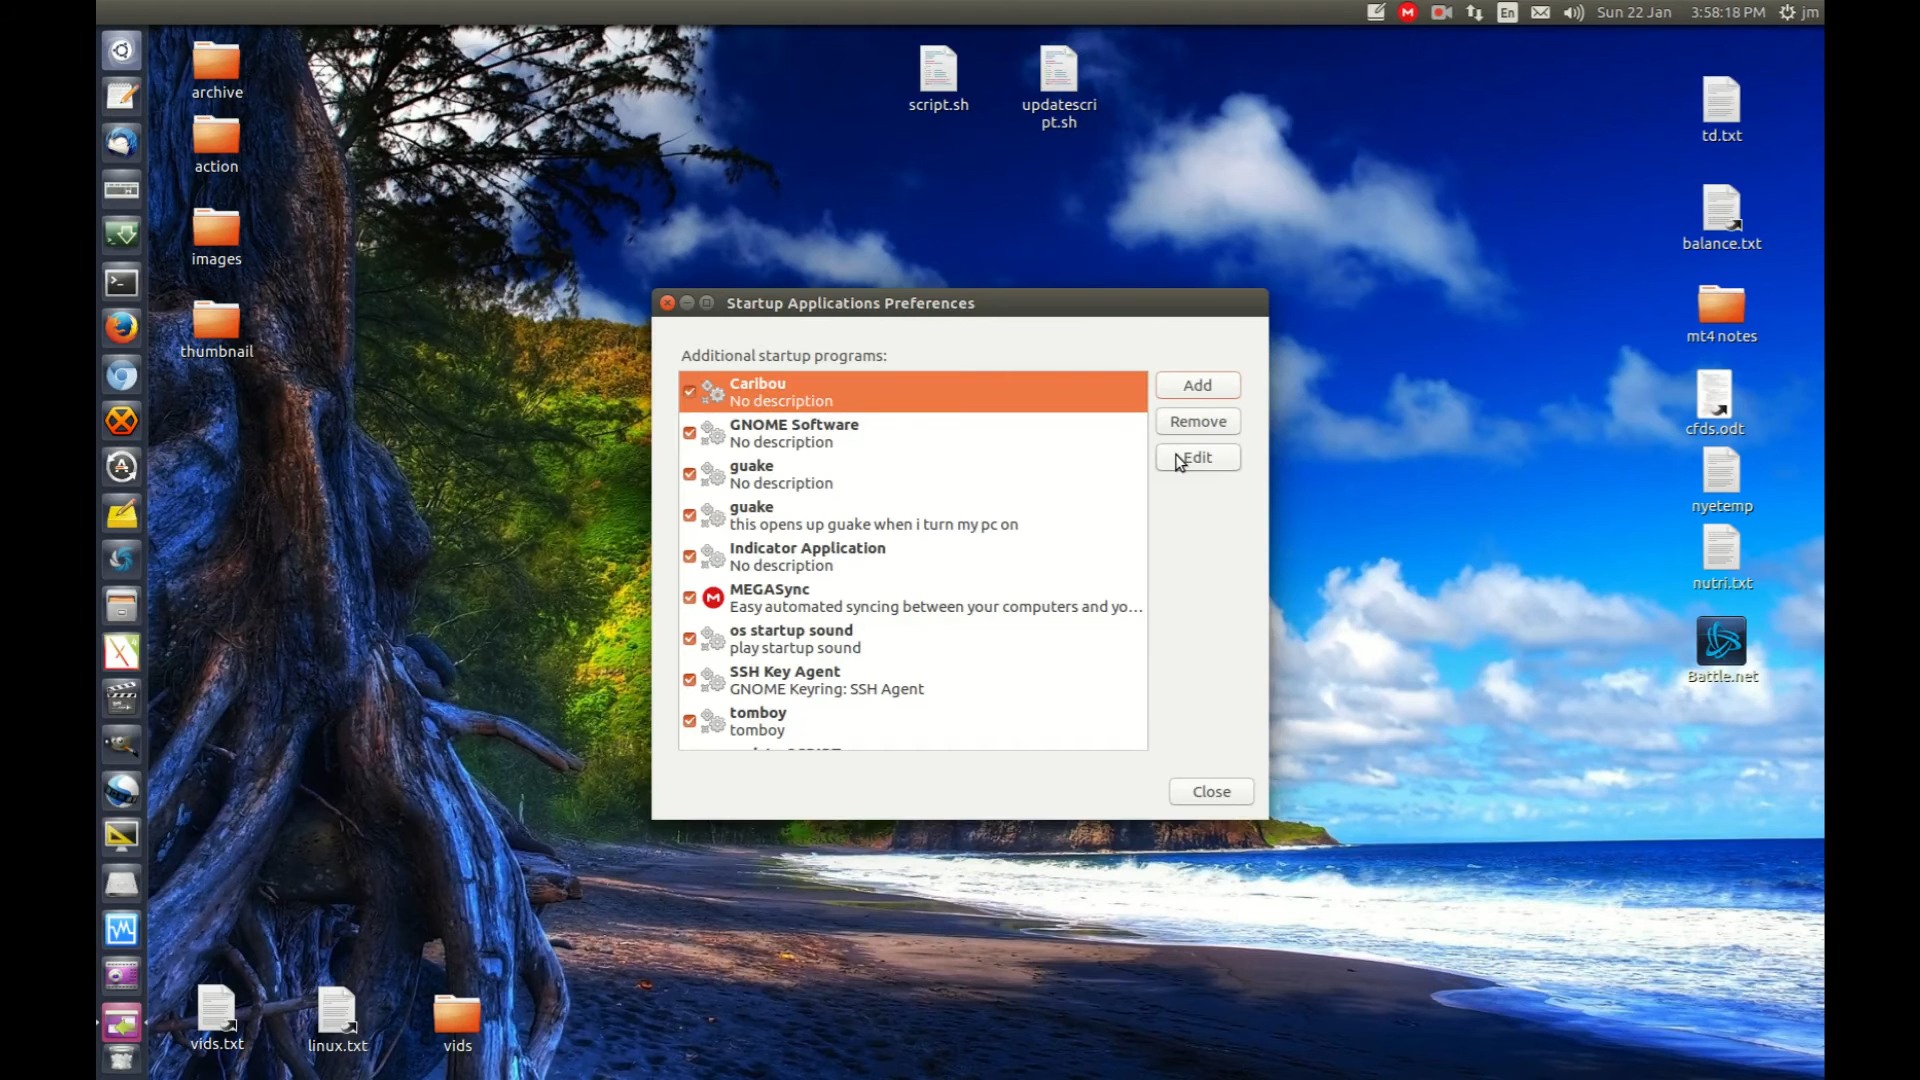 En
Sun 22 Jan
3:58:18 PM
jm
archive
action
images
thumbnail
script.sh
updatescri
pt.sh
td.txt
balance.txt
mt4 notes
cfds.odt
nyetemp
nutri.txt
Battle.net
Startup Applications Preferences
Additional startup programs:
Caribou
No description
GNOME Software
No description
guake
No description
guake
this opens up guake when i turn my pc on
Indicator Application
No description
M
MEGASync
Easy automated syncing between your computers and yo...
os startup sound
play startup sound
SSH Key Agent
GNOME Keyring: SSH Agent
tomboy
tomboy
Add
Remove
Edit
Close
vids.txt
linux.txt
vids